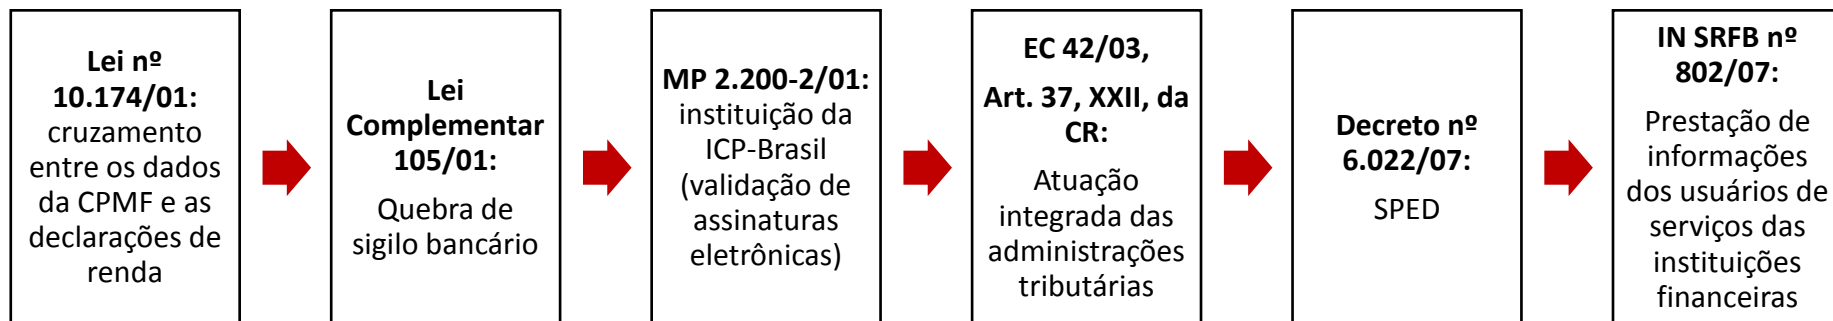 Lei nº
10.174/01:
cruzamento
entre os dados
da CPMF e as
declarações de
renda
Lei
Complementar
105/01:
Quebra de
sigilo bancário
MP 2.200-2/01:
instituição da
ICP-Brasil
(validação de
assinaturas
eletrônicas)
EC 42/03,
Art. 37, XXII, da
CR:
Atuação
integrada das
administrações
tributárias
Decreto nº
6.022/07:
SPED
IN SRFB nº
802/07:
Prestação de
informações
dos usuários de
serviços das
instituições
financeiras